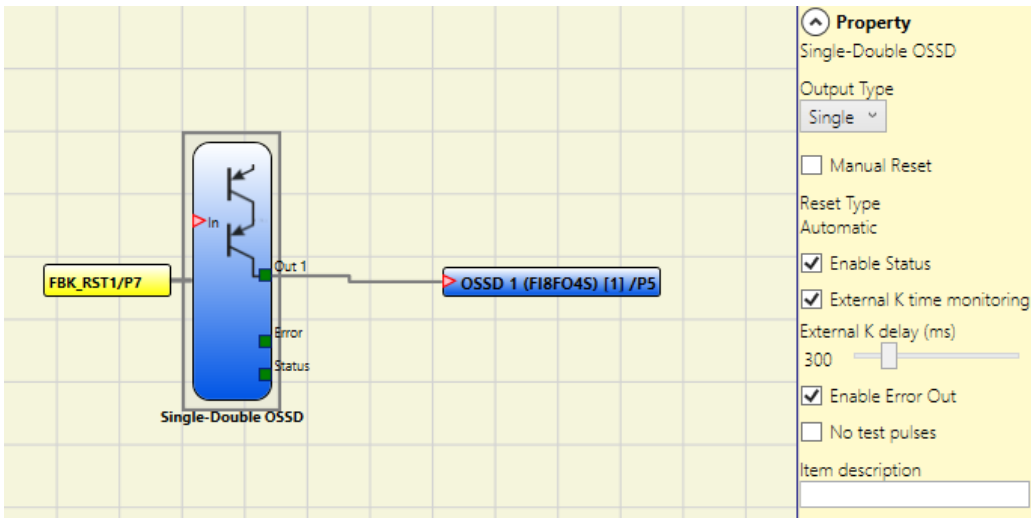 In
FBK_RST1/P7
Out 1
OSSD 1 (FI8FO4S) [1] /P5
Error
Status
Single-Double OSSD
Property
Single-Double OSSD
Output Type
Single
Manual Reset
Reset Type
Automatic
Enable Status
External K time monitoring
External K delay (ms)
300
Enable Error Out
No test pulses
Item description